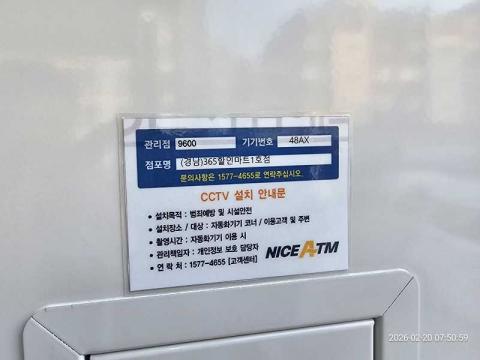 관리점 9600 기기번호 48AX
점포명 (경남)365할인마트1호점
문의사항은 1577-4655로 연락주십시오.
CCTV 설치 안내문
• 설치목적 : 범죄예방 및 시설안전
• 설치장소 / 대상 : 자동화기기 코너 / 이용고객 및 주변
• 촬영시간 : 자동화기기 이용 시
• 관리책임자 : 개인정보 보호 담당자
• 연 락 처 : 1577-4655 [고객센터]
NICE ATM
2026-02-20 07:50:59